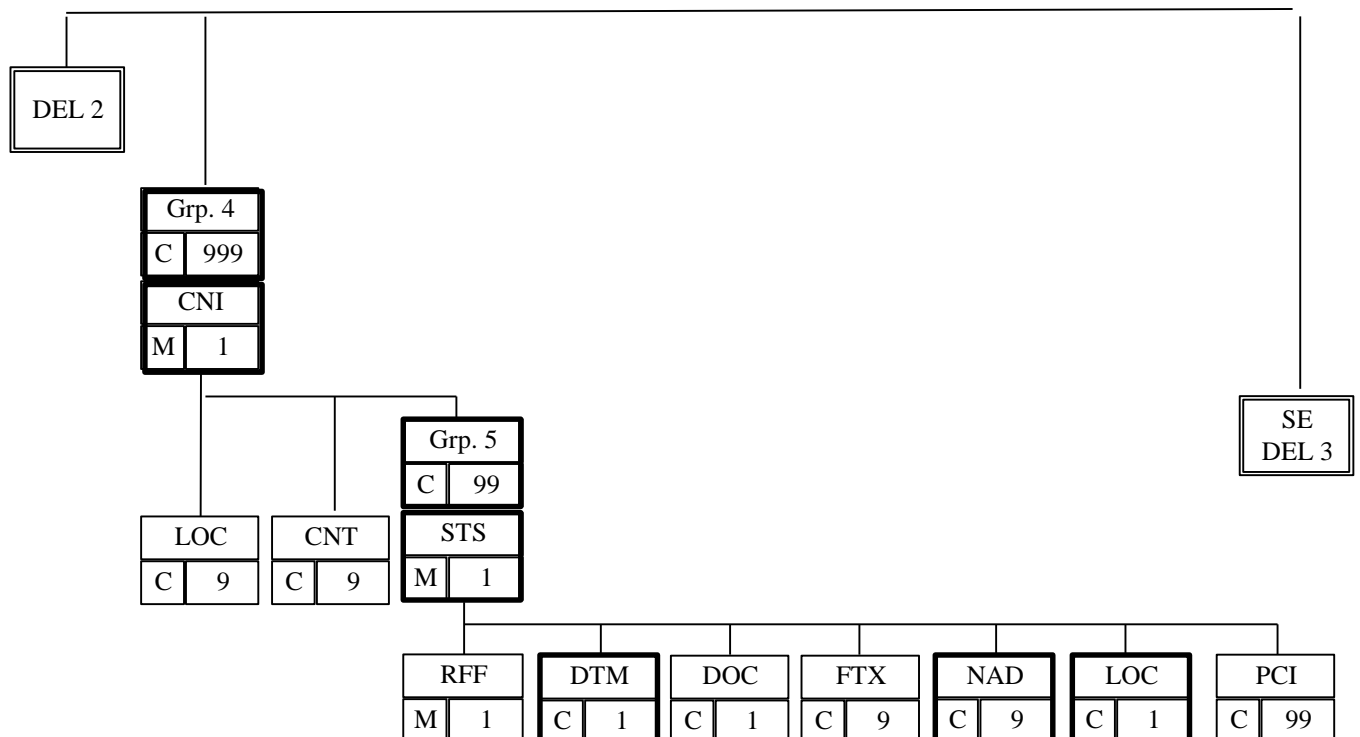 DEL 2
Grp. 4
C 999
CNI
M 1
Grp. 5
C 99
SE
DEL 3
LOC CNT STS
C 9 C 9 M 1
RFF DTM DOC FTX NAD LOC PCI
M 1 C 1 C 1 C 9 C 9 C 1 C 99